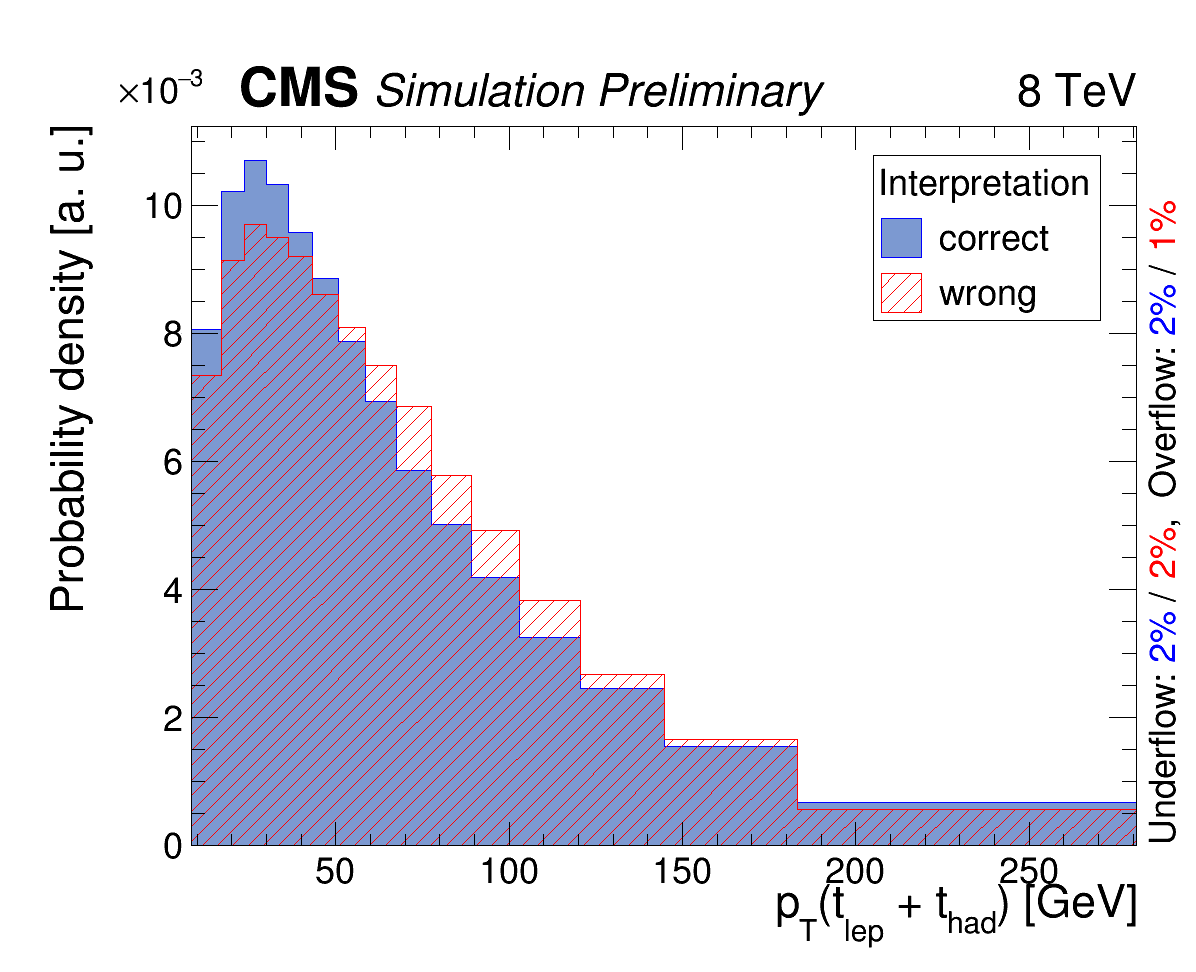 ×10⁻³ CMS Simulation Preliminary 8 TeV
Probability density [a. u.]
10
8
6
4
2
0
Interpretation
correct
wrong
50 100 150 200 250
p_T(t_lep + t_had) [GeV]
Underflow: 2% / 2%, Overflow: 2% / 1%